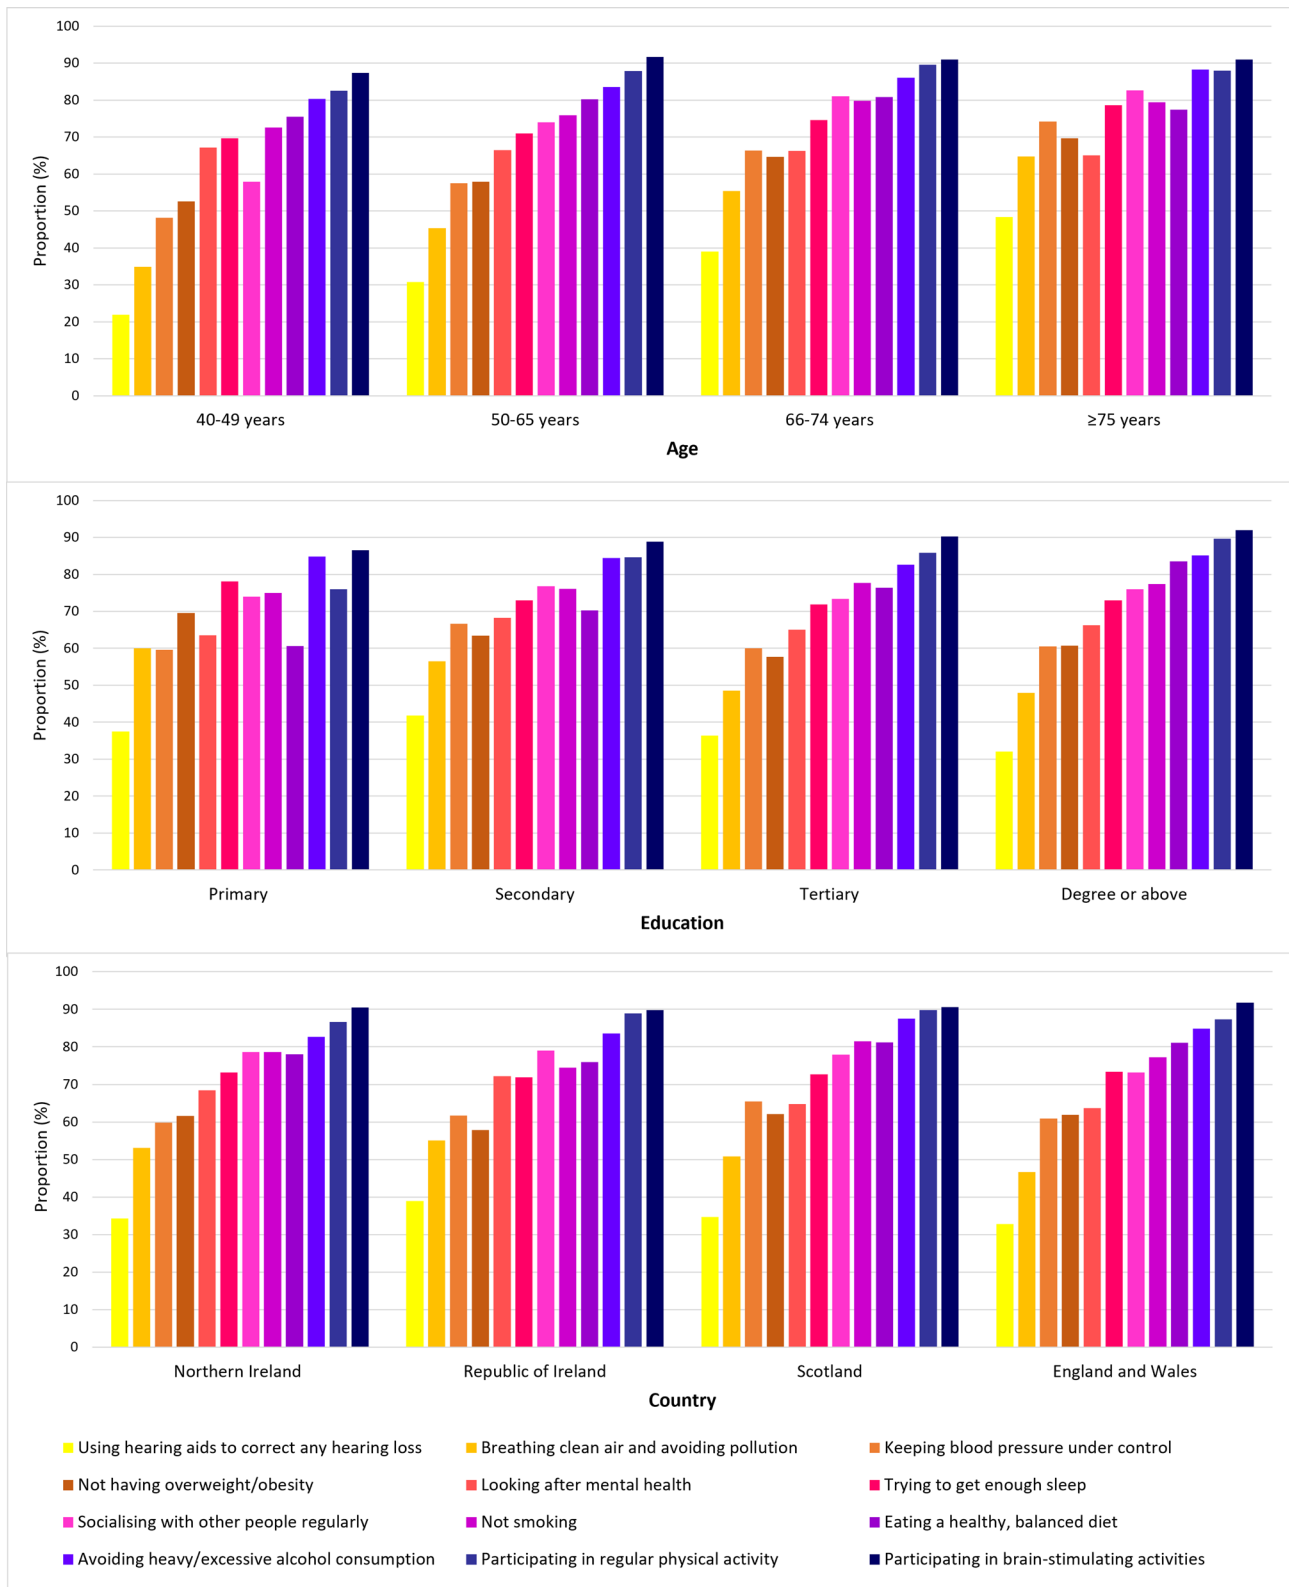 100
90
80
70
60
50
40
30
20
10
0
Proportion (%)
40-49 years 50-65 years 66-74 years ≥75 years
Age
100
90
80
70
60
50
40
30
20
10
0
Proportion (%)
Primary Secondary Tertiary Degree or above
Education
100
90
80
70
60
50
40
30
20
10
0
Proportion (%)
Northern Ireland Republic of Ireland Scotland England and Wales
Country
Using hearing aids to correct any hearing loss Breathing clean air and avoiding pollution Keeping blood pressure under control
Not having overweight/obesity Looking after mental health Trying to get enough sleep
Socialising with other people regularly Not smoking Eating a healthy, balanced diet
Avoiding heavy/excessive alcohol consumption Participating in regular physical activity Participating in brain-stimulating activities